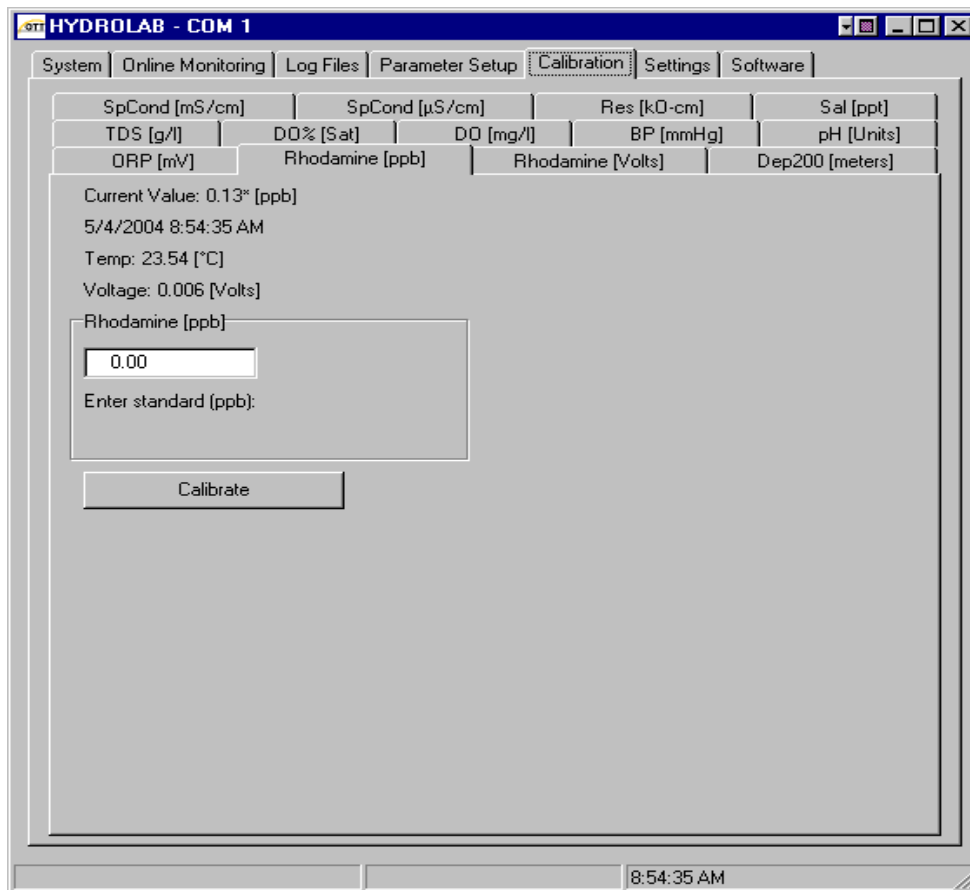 OTT HYDROLAB - COM 1
System Online Monitoring Log Files Parameter Setup Calibration Settings Software
SpCond [mS/cm] SpCond [µS/cm] Res [kO-cm] Sal [ppt]
TDS [g/l] DO% [Sat] DO [mg/l] BP [mmHg] pH [Units]
ORP [mV] Rhodamine [ppb] Rhodamine [Volts] Dep200 [meters]
Current Value: 0.13* [ppb]
5/4/2004 8:54:35 AM
Temp: 23.54 [°C]
Voltage: 0.006 [Volts]
Rhodamine [ppb]
0.00
Enter standard (ppb):
Calibrate
8:54:35 AM